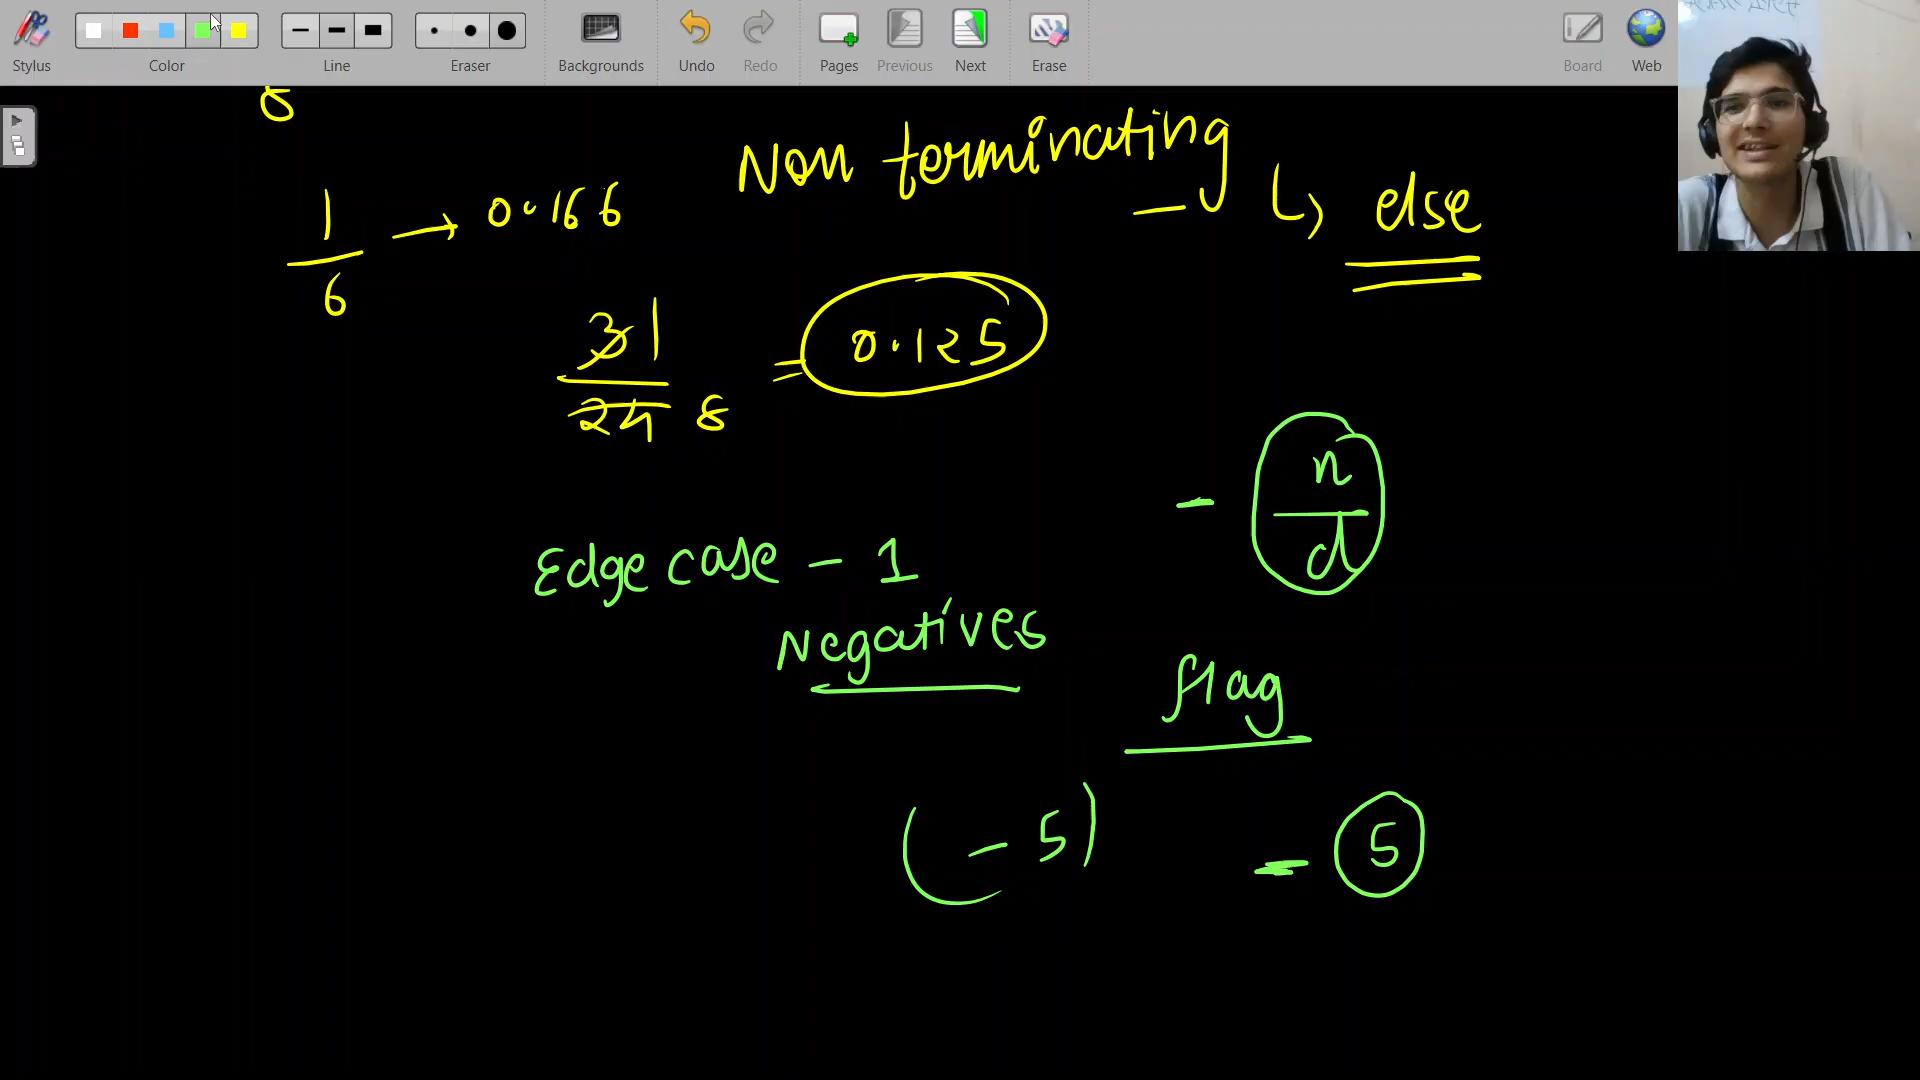 Stylus
Color
Line
Eraser
Backgrounds
Undo
Redo
Pages
Previous
Next
Erase
Board
Web
8
Non terminating
↳ else
1
6
→ 0.166
3 1
24 8
= 0.125
- n
d
Edge case - 1
Negatives
flag
(-5) = 5